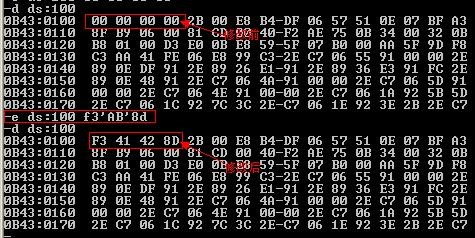 -d ds:100
0B43:0100 00 00 00 00 2B 00 E8 B4-DF 06 57 51 0E 07 BF A3
修改前
0B43:0110 8F 89 06 00 81 CD 00 40-F2 AE 75 0B 34 00 32 0B
0B43:0120 B8 01 00 D3 E0 0B E8 59-5F 07 B0 00 AA 5F 9D F8
0B43:0130 C3 AA 41 FE 06 E8 99 C3-2E C7 06 55 91 00 00 2E
0B43:0140 89 0E DF 91 2E 89 26 E1-91 2E 89 36 E3 91 FC 2E
0B43:0150 89 0E 48 91 2E C7 06 4A-91 00 00 2E C7 06 5D 91
0B43:0160 00 00 2E C7 06 4E 91 00-00 2E C7 06 1A 92 5B 5D
0B43:0170 2E C7 06 1C 92 7C 3C 2E-C7 06 1E 92 3E 2B 2E C7
-e ds:100 f3'AB'8d
-d ds:100
0B43:0100 F3 41 42 8D 2B 00 E8 B4-DF 06 57 51 0E 07 BF A3
修改后
0B43:0110 8F 89 06 00 81 CD 00 40-F2 AE 75 0B 34 00 32 0B
0B43:0120 B8 01 00 D3 E0 0B E8 59-5F 07 B0 00 AA 5F 9D F8
0B43:0130 C3 AA 41 FE 06 E8 99 C3-2E C7 06 55 91 00 00 2E
0B43:0140 89 0E DF 91 2E 89 26 E1-91 2E 89 36 E3 91 FC 2E
0B43:0150 89 0E 48 91 2E C7 06 4A-91 00 00 2E C7 06 5D 91
0B43:0160 00 00 2E C7 06 4E 91 00-00 2E C7 06 1A 92 5B 5D
0B43:0170 2E C7 06 1C 92 7C 3C 2E-C7 06 1E 92 3E 2B 2E C7